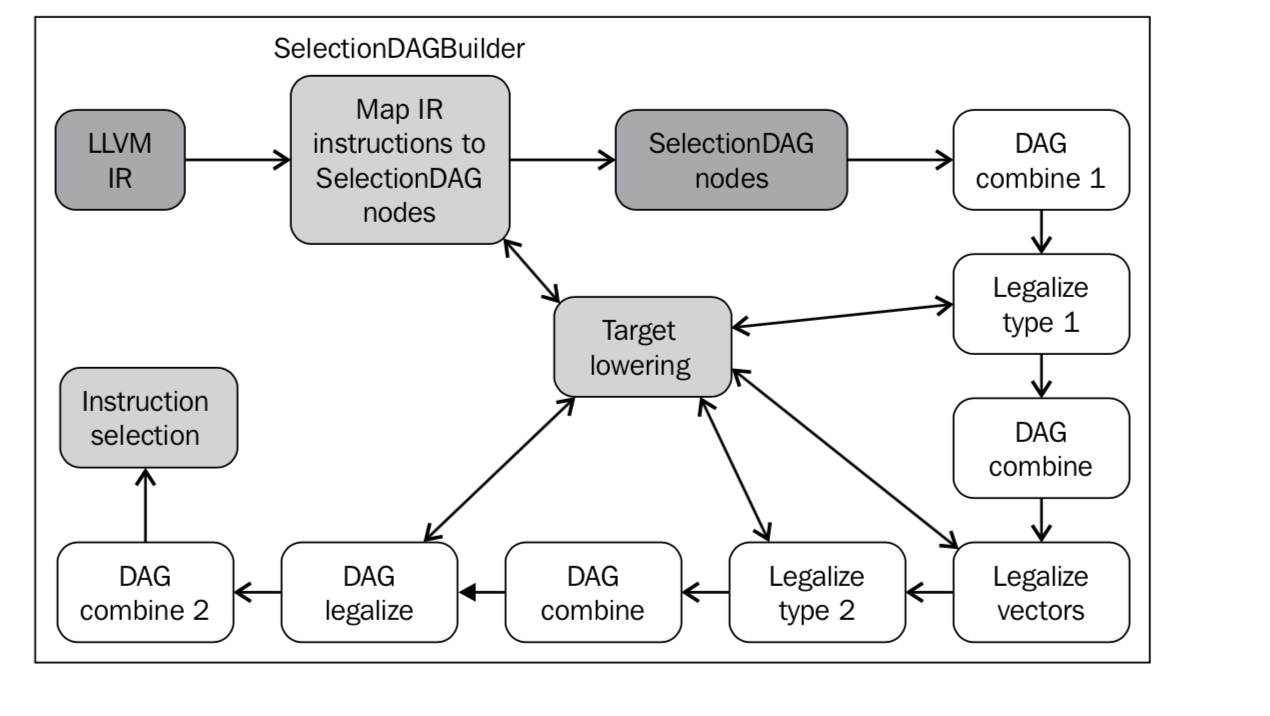 SelectionDAGBuilder
LLVM
IR
Map IR
instructions to
SelectionDAG
nodes
SelectionDAG
nodes
DAG
combine 1
Legalize
type 1
Target
lowering
Instruction
selection
DAG
combine
DAG
combine 2
DAG
legalize
DAG
combine
Legalize
type 2
Legalize
vectors